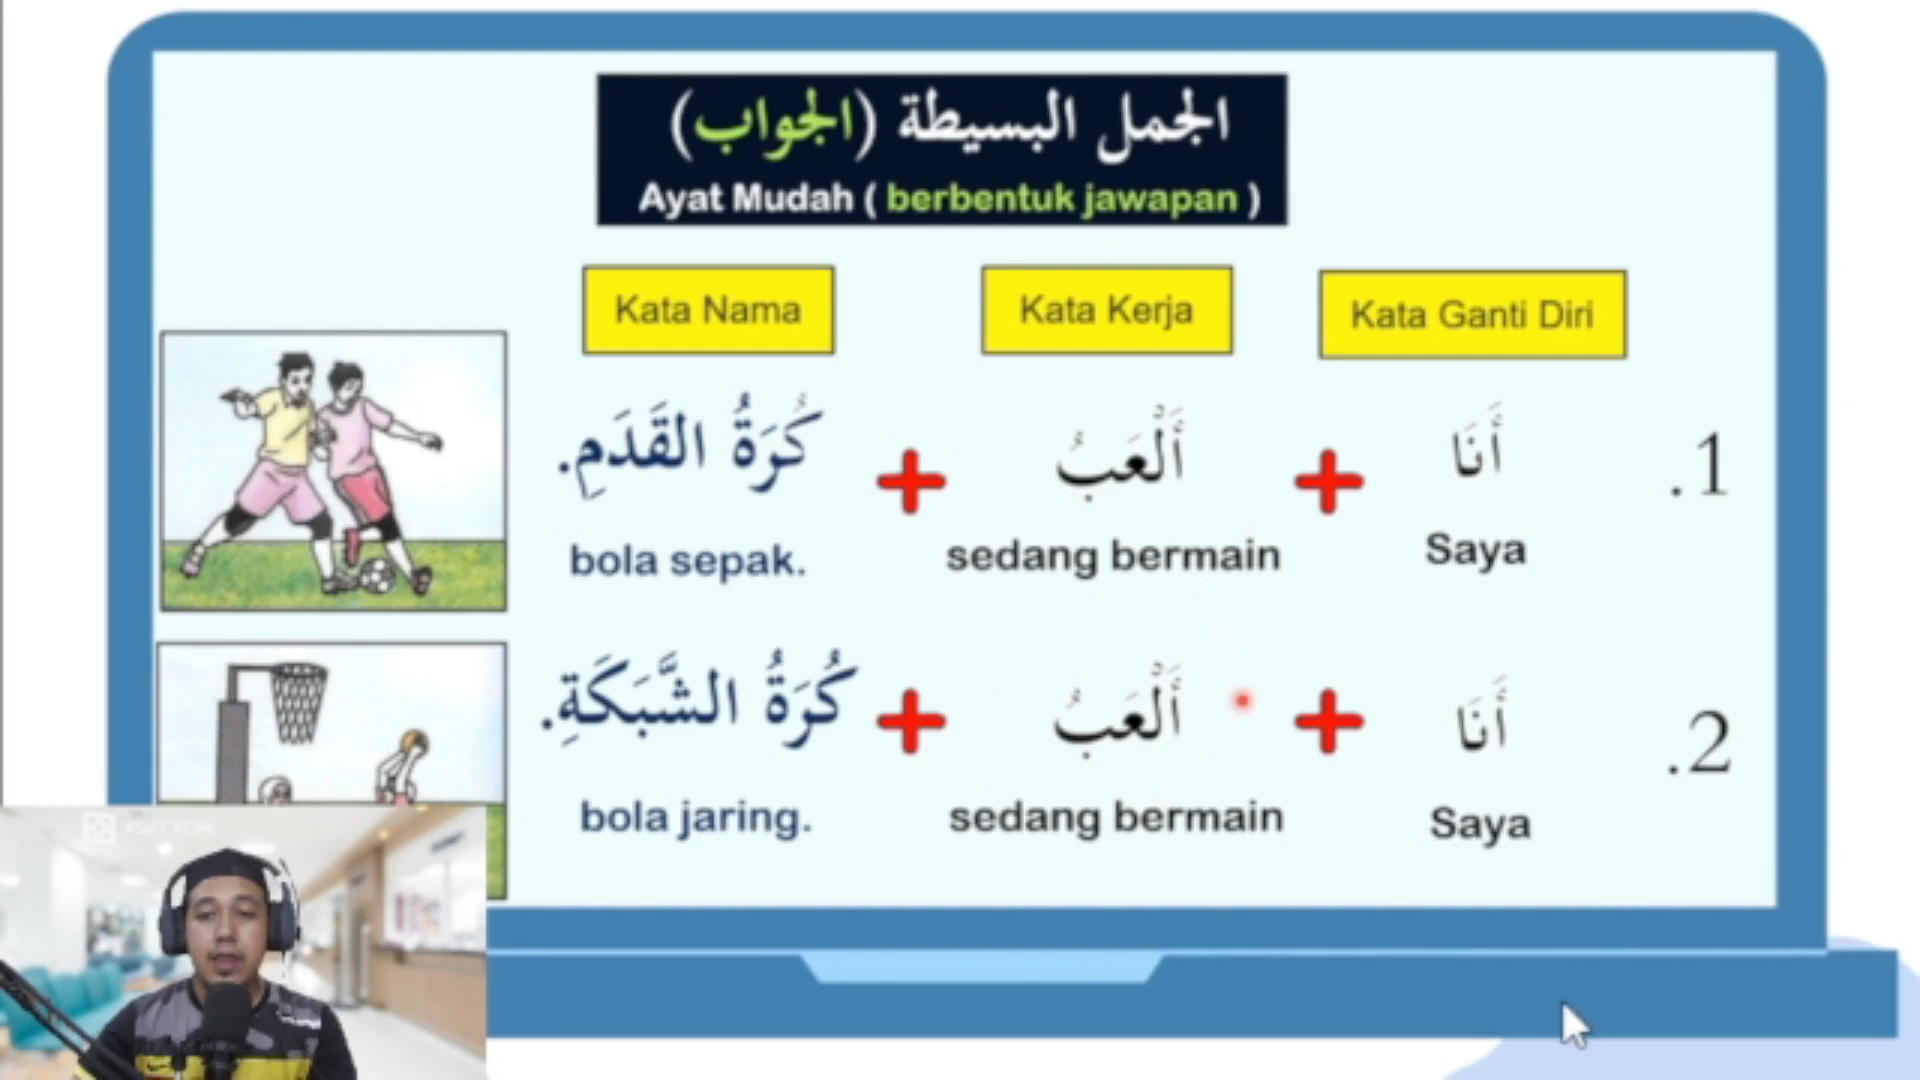 الجمل البسيطة (الجواب)
Ayat Mudah ( berbentuk jawapan )
Kata Nama Kata Kerja Kata Ganti Diri
1. أَنَا + أَلْعَبُ + كُرَةُ القَدَمِ.
Saya sedang bermain bola sepak.
2. أَنَا + أَلْعَبُ + كُرَةُ الشَّبَكَةِ.
Saya sedang bermain bola jaring.